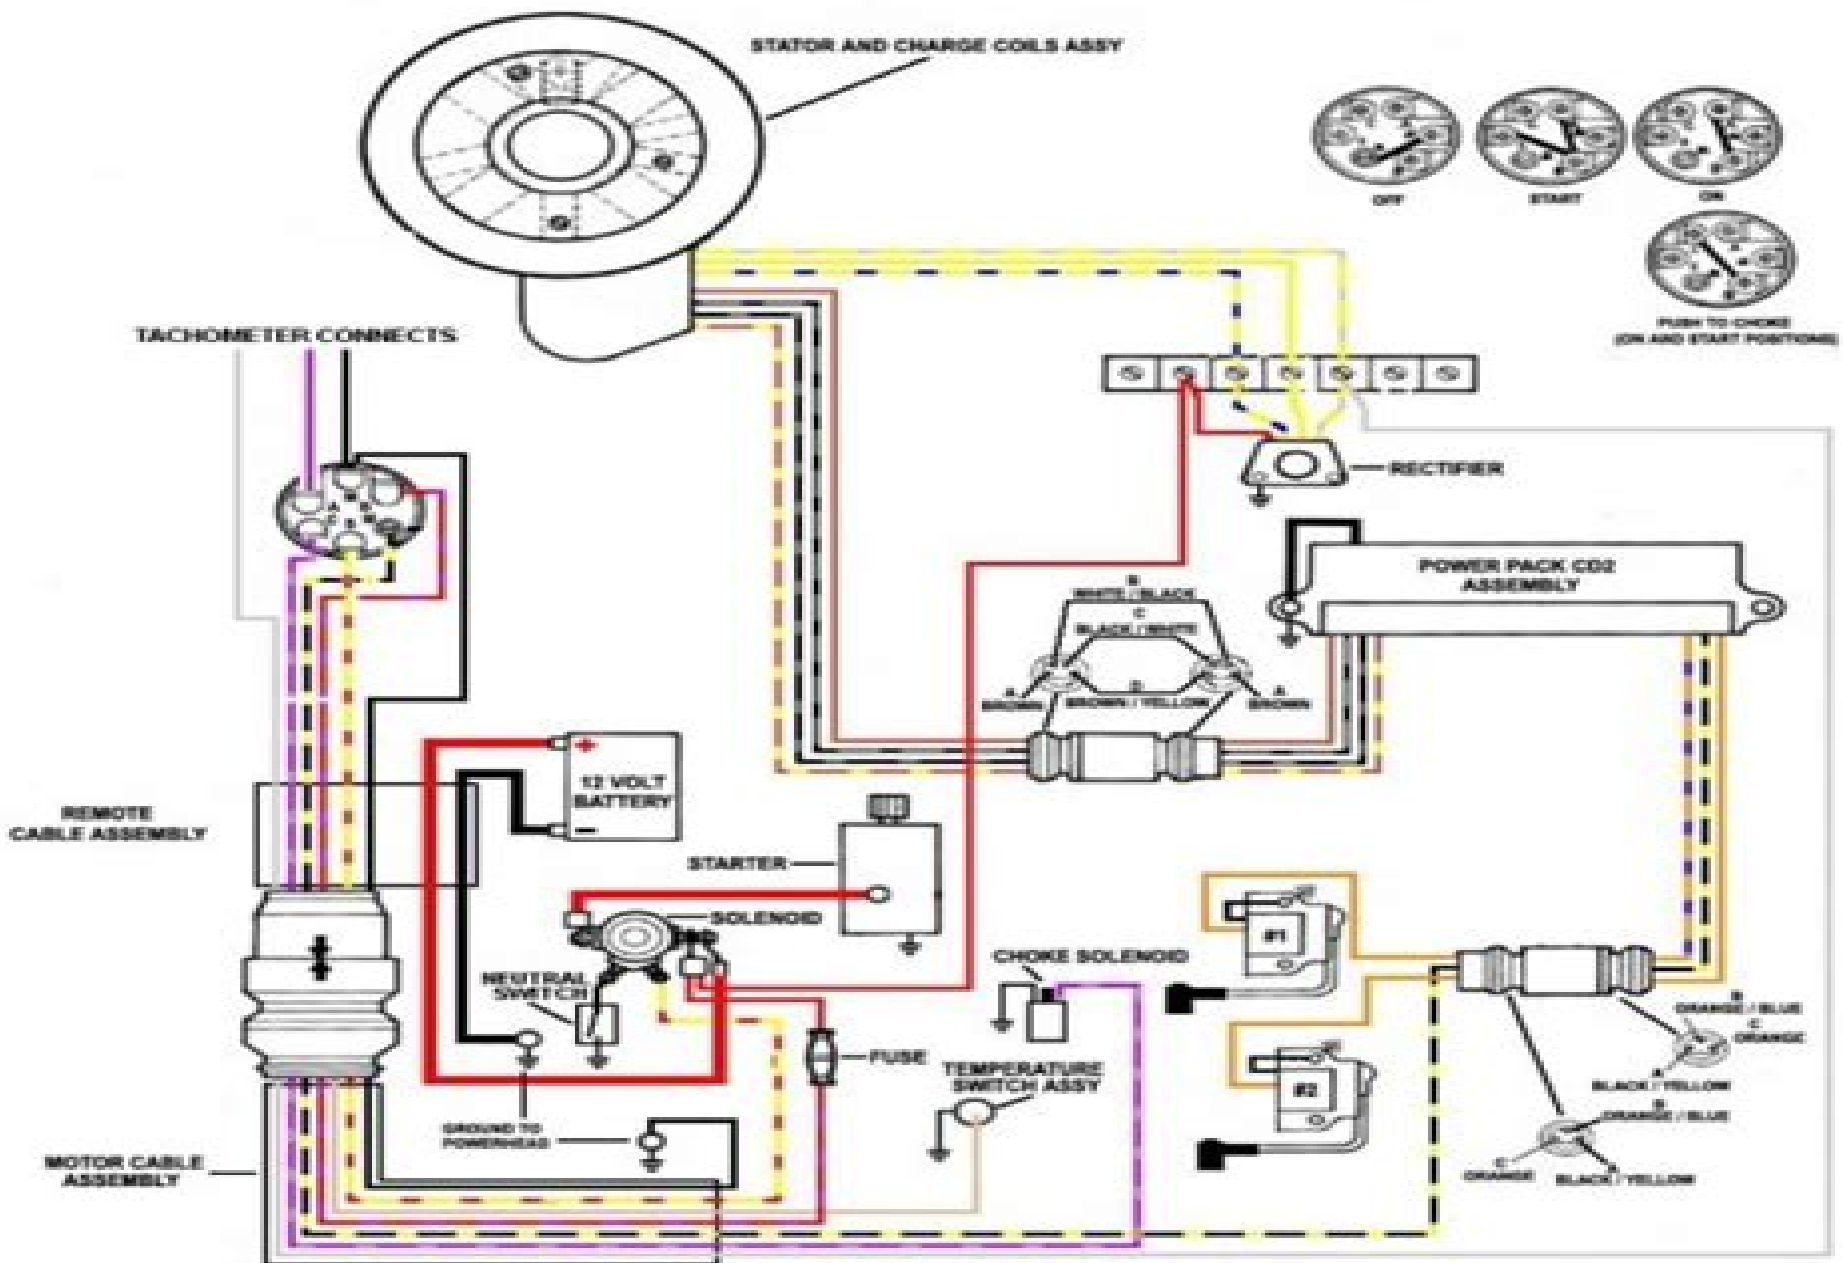 STATOR AND CHARGE COILS ASSY
OFF
START
ON
PUSH TO CHOKE
(ON AND START POSITIONS)
TACHOMETER CONNECTS
RECTIFIER
POWER PACK CD2
ASSEMBLY
B
WHITE / BLACK
C
BLACK / WHITE
A
BROWN
D
BROWN / YELLOW
A
BROWN
+
12 VOLT
BATTERY
-
REMOTE
CABLE ASSEMBLY
STARTER
SOLENOID
NEUTRAL
SWITCH
CHOKE SOLENOID
#1
FUSE
TEMPERATURE
SWITCH ASSY
#2
B
ORANGE / BLUE
C
ORANGE
A
BLACK / YELLOW
B
ORANGE / BLUE
C
ORANGE
BLACK / YELLOW
GROUND TO
POWERHEAD
MOTOR CABLE
ASSEMBLY